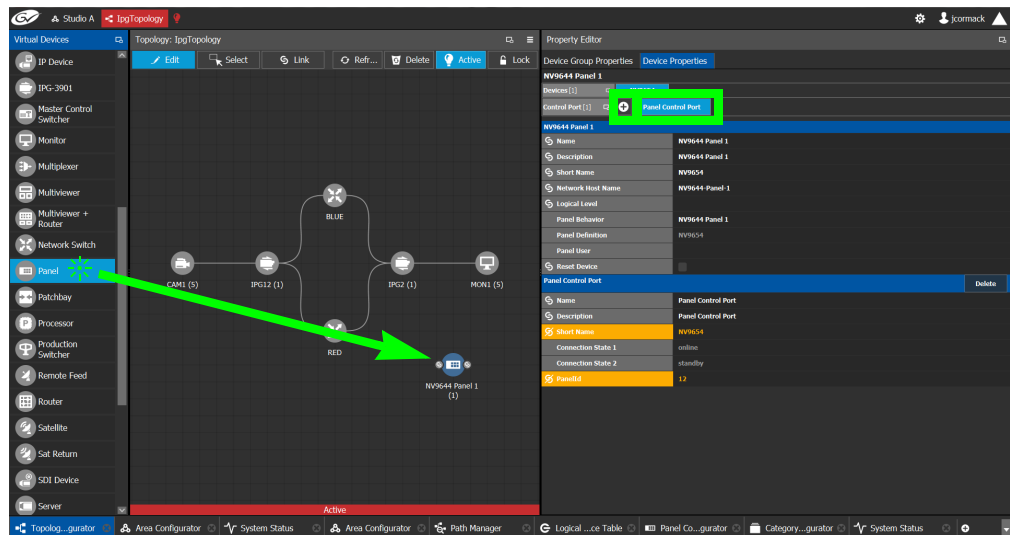 Studio A
IpgTopology
jcormack
Virtual Devices
Topology: IpgTopology
Property Editor
IP Device
IPG-3901
Master Control
Switcher
Monitor
Multiplexer
Multiviewer
Multiviewer +
Router
Network Switch
Panel
Patchbay
Processor
Production
Switcher
Remote Feed
Router
Satellite
Sat Return
SDI Device
Server
Edit
Select
Link
Refr...
Delete
Active
Lock
BLUE
CAM1 (5)
IPG12 (1)
IPG2 (1)
MON1 (5)
RED
NV9644 Panel 1
(1)
Active
Device Group Properties
Device Properties
NV9644 Panel 1
Devices [1]
Control Port [1]
Panel Control Port
NV9644 Panel 1
Name NV9644 Panel 1
Description NV9644 Panel 1
Short Name NV9654
Network Host Name NV9644-Panel-1
Logical Level
Panel Behavior NV9644 Panel 1
Panel Definition NV9654
Panel User
Reset Device
Panel Control Port Delete
Name Panel Control Port
Description Panel Control Port
Short Name NV9654
Connection State 1 online
Connection State 2 standby
PanelId 12
Topolog...gurator
Area Configurator
System Status
Area Configurator
Path Manager
Logical ...ce Table
Panel Co...gurator
Category...gurator
System Status